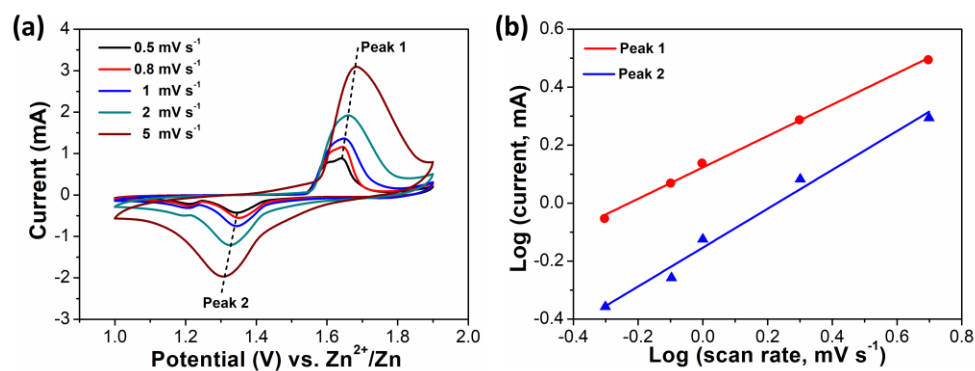 (a)
0.5 mV s⁻¹
0.8 mV s⁻¹
1 mV s⁻¹
2 mV s⁻¹
5 mV s⁻¹
Peak 1
Peak 2
4
3
2
1
0
-1
-2
-3
Current (mA)
1.0
1.2
1.4
1.6
1.8
2.0
Potential (V) vs. Zn²⁺/Zn
(b)
Peak 1
Peak 2
0.6
0.4
0.2
0.0
-0.2
-0.4
Log (current, mA)
-0.4
-0.2
0.0
0.2
0.4
0.6
0.8
Log (scan rate, mV s⁻¹)